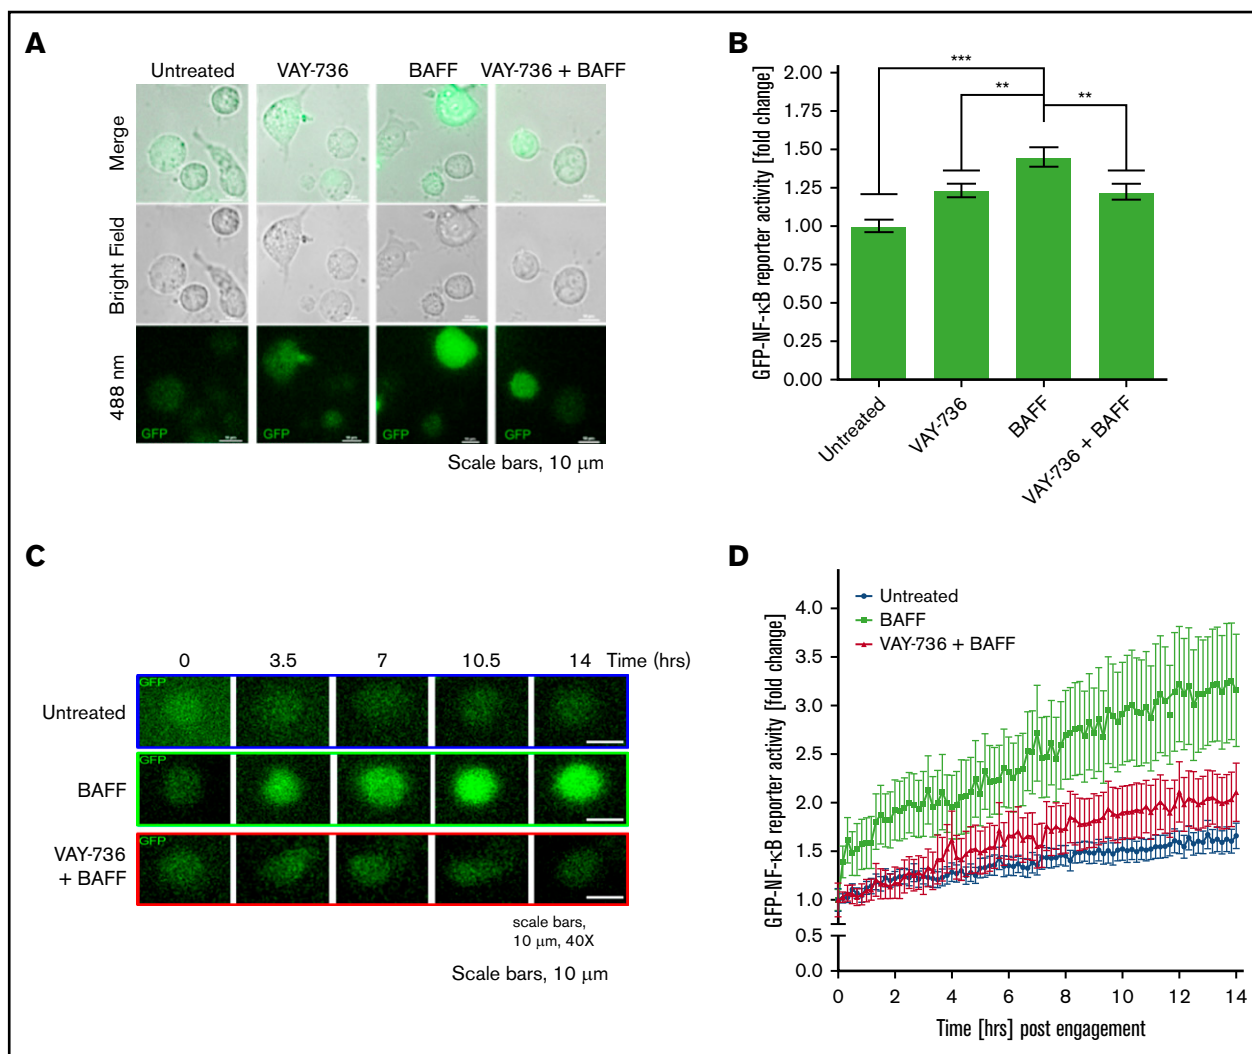 A
Untreated VAY-736 BAFF VAY-736 + BAFF
Merge
Bright Field
488 nm
GFP GFP GFP GFP
Scale bars, 10 μm
B
GFP-NF-κB reporter activity [fold change]
2.00
1.75
1.50
1.25
1.00
0.75
0.50
0.25
0.00
***
**
**
Untreated
VAY-736
BAFF
VAY-736 + BAFF
C
0 3.5 7 10.5 14 Time (hrs)
Untreated
GFP
BAFF
GFP
VAY-736
+ BAFF
GFP
scale bars,
10 μm, 40X
Scale bars, 10 μm
D
GFP-NF-κB reporter activity [fold change]
Untreated
BAFF
VAY-736 + BAFF
4.0
3.5
3.0
2.5
2.0
1.5
1.0
0.5
0.0
0 2 4 6 8 10 12 14
Time [hrs] post engagement